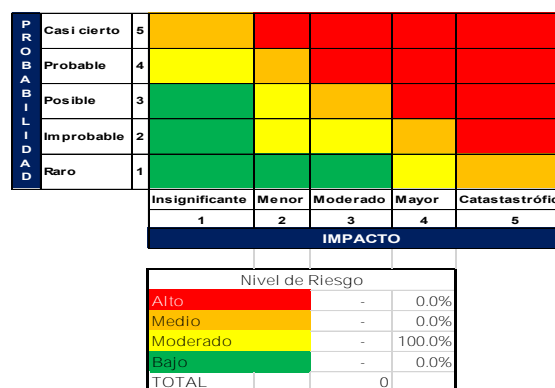 PROBABILIDAD
Casi cierto 5
Probable 4
Posible 3
Improbable 2
Raro 1
Insignificante Menor Moderado Mayor Catastastrófic
1 2 3 4 5
IMPACTO
Nivel de Riesgo
Alto - 0.0%
Medio - 0.0%
Moderado - 100.0%
Bajo - 0.0%
TOTAL 0